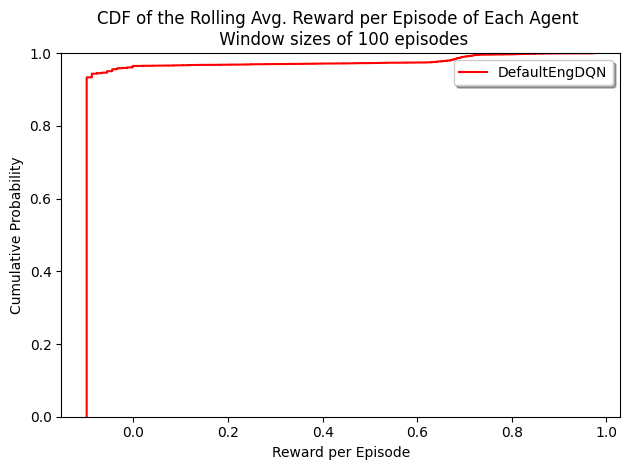 CDF of the Rolling Avg. Reward per Episode of Each Agent
Window sizes of 100 episodes
DefaultEngDQN
Cumulative Probability
1.0
0.8
0.6
0.4
0.2
0.0
0.0 0.2 0.4 0.6 0.8 1.0
Reward per Episode